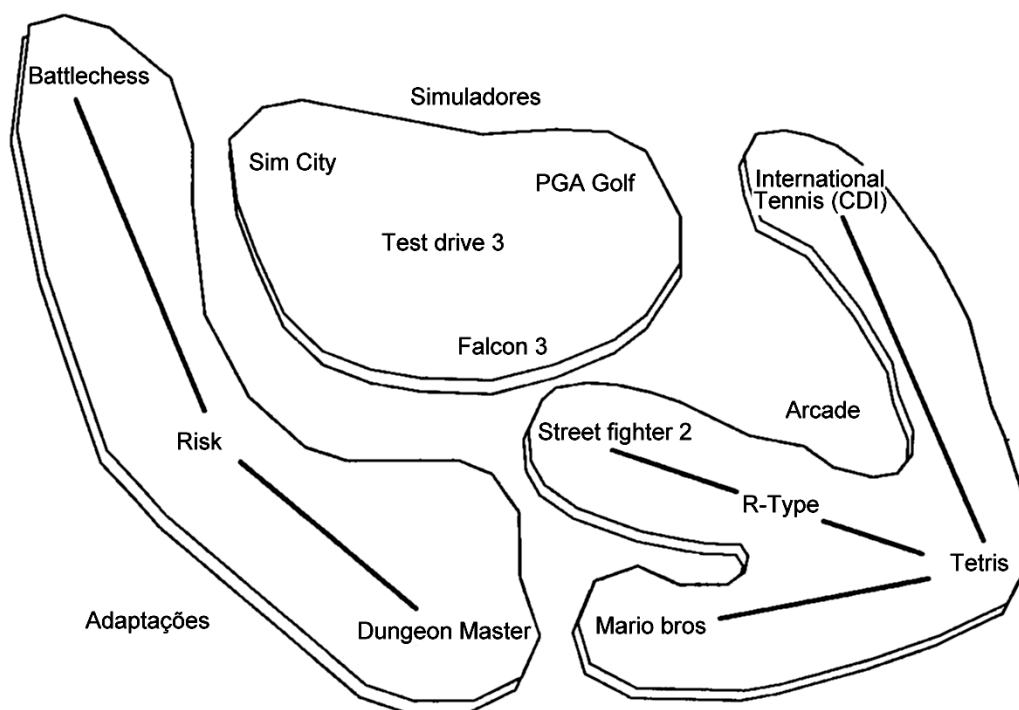 Battlechess
Simuladores
Sim City
PGA Golf
International
Tennis (CDI)
Test drive 3
Falcon 3
Arcade
Street fighter 2
Risk
R-Type
Tetris
Adaptações
Dungeon Master
Mario bros